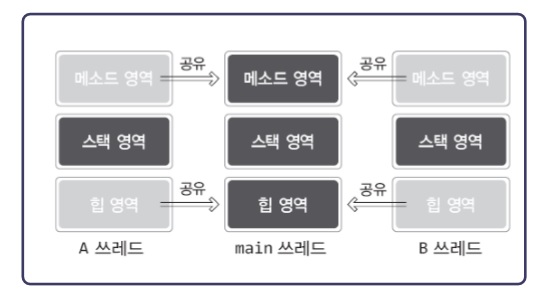 공유 공유
메소드 영역 메소드 영역 메소드 영역
스택 영역 스택 영역 스택 영역
공유 공유
힙 영역 힙 영역 힙 영역
A 쓰레드 main 쓰레드 B 쓰레드